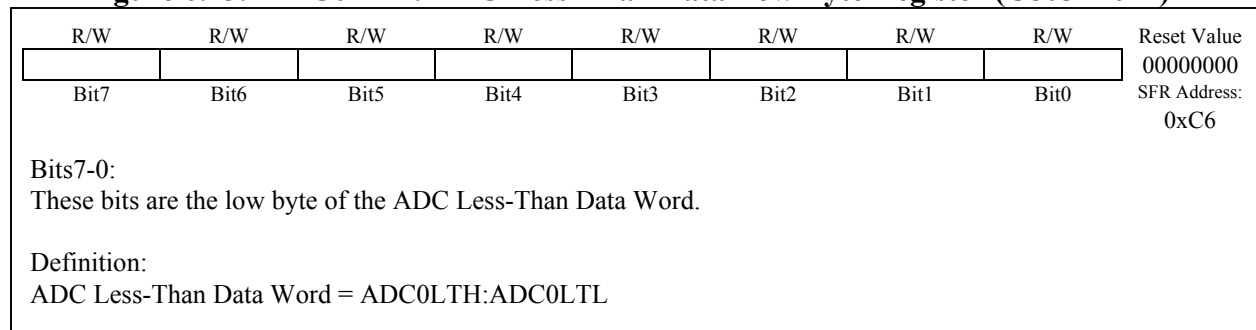 R/W R/W R/W R/W R/W R/W R/W R/W Reset Value
00000000
Bit7 Bit6 Bit5 Bit4 Bit3 Bit2 Bit1 Bit0 SFR Address:
0xC6
Bits7-0:
These bits are the low byte of the ADC Less-Than Data Word.
Definition:
ADC Less-Than Data Word = ADC0LTH:ADC0LTL